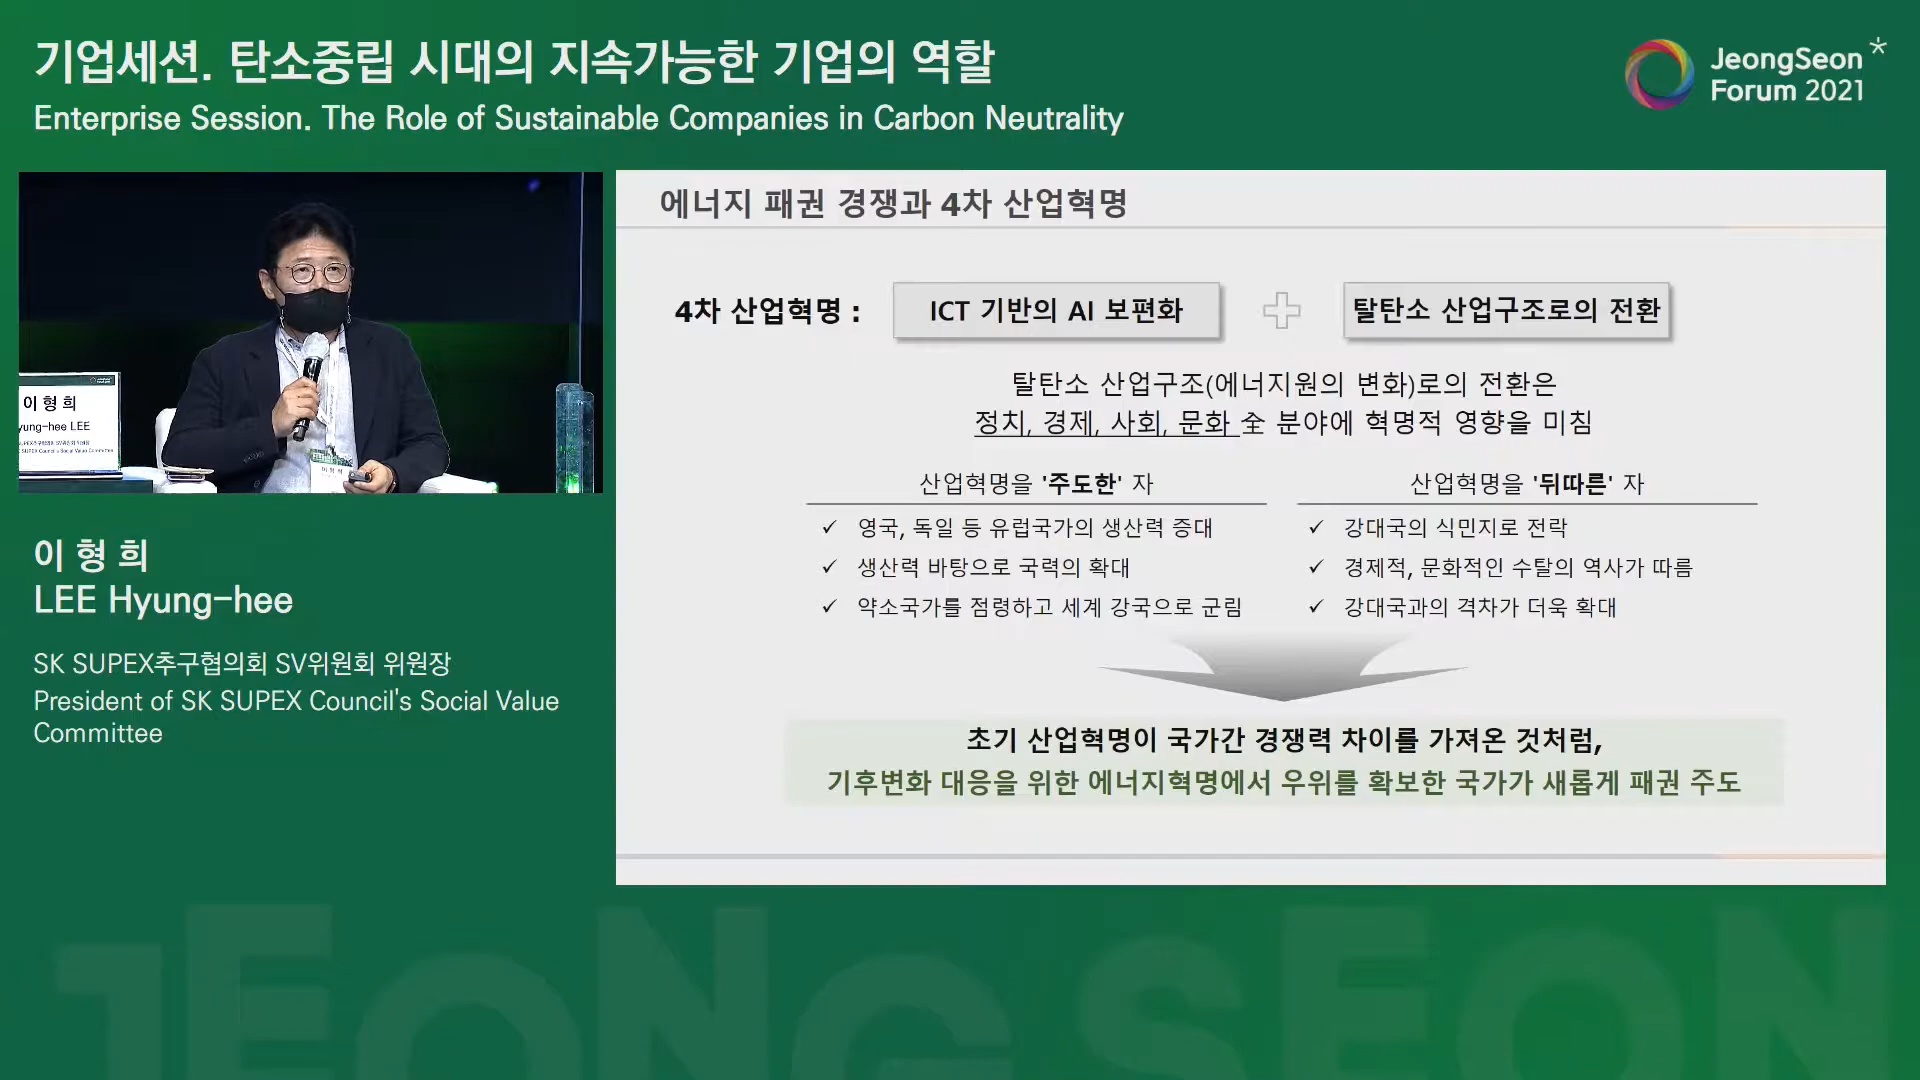 기업세션. 탄소중립 시대의 지속가능한 기업의 역할
Enterprise Session. The Role of Sustainable Companies in Carbon Neutrality
JeongSeon
Forum 2021
이 형 희
yung-hee LEE
이 형 희
LEE Hyung-hee
SK SUPEX추구협의회 SV위원회 위원장
President of SK SUPEX Council's Social Value
Committee
에너지 패권 경쟁과 4차 산업혁명
4차 산업혁명 :
ICT 기반의 AI 보편화
탈탄소 산업구조로의 전환
탈탄소 산업구조(에너지원의 변화)로의 전환은
정치, 경제, 사회, 문화 全 분야에 혁명적 영향을 미침
산업혁명을 '주도한' 자
✓ 영국, 독일 등 유럽국가의 생산력 증대
✓ 생산력 바탕으로 국력의 확대
✓ 약소국가를 점령하고 세계 강국으로 군림
산업혁명을 '뒤따른' 자
✓ 강대국의 식민지로 전락
✓ 경제적, 문화적인 수탈의 역사가 따름
✓ 강대국과의 격차가 더욱 확대
초기 산업혁명이 국가간 경쟁력 차이를 가져온 것처럼,
기후변화 대응을 위한 에너지혁명에서 우위를 확보한 국가가 새롭게 패권 주도
JEONGSEON